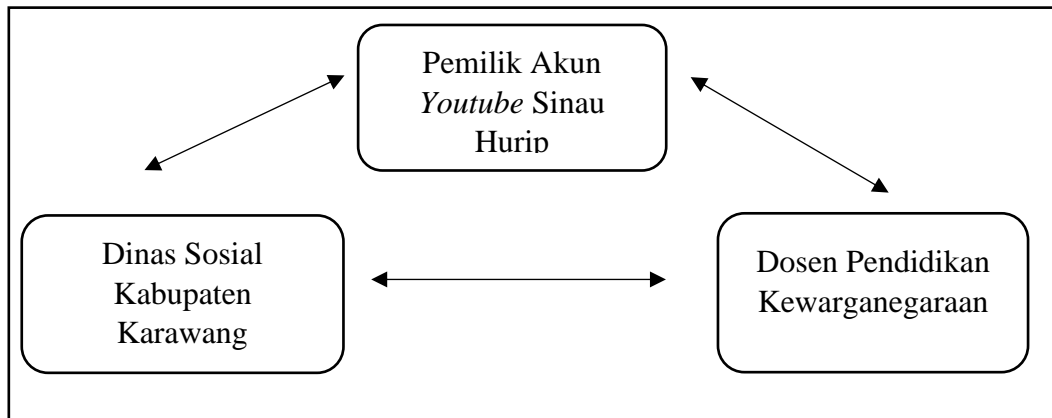 Pemilik Akun
Youtube Sinau
Hurip
Dinas Sosial
Kabupaten
Karawang
Dosen Pendidikan
Kewarganegaraan